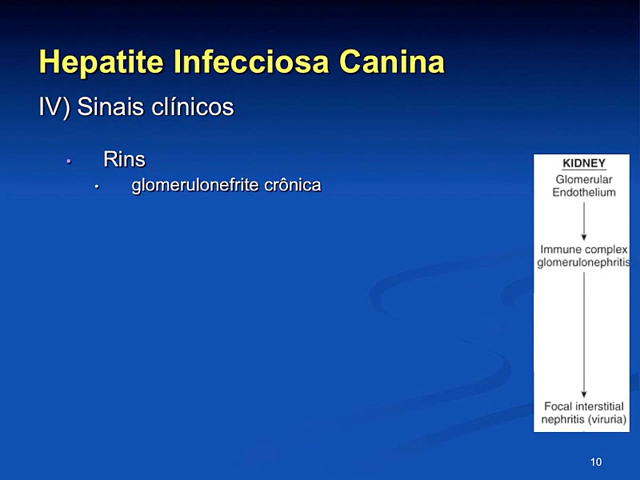 Hepatite Infecciosa Canina
IV) Sinais clínicos
• Rins
• glomerulonefrite crônica
KIDNEY
Glomerular
Endothelium
Immune complex
glomerulonephritis
Focal interstitial
nephritis (viruria)
10